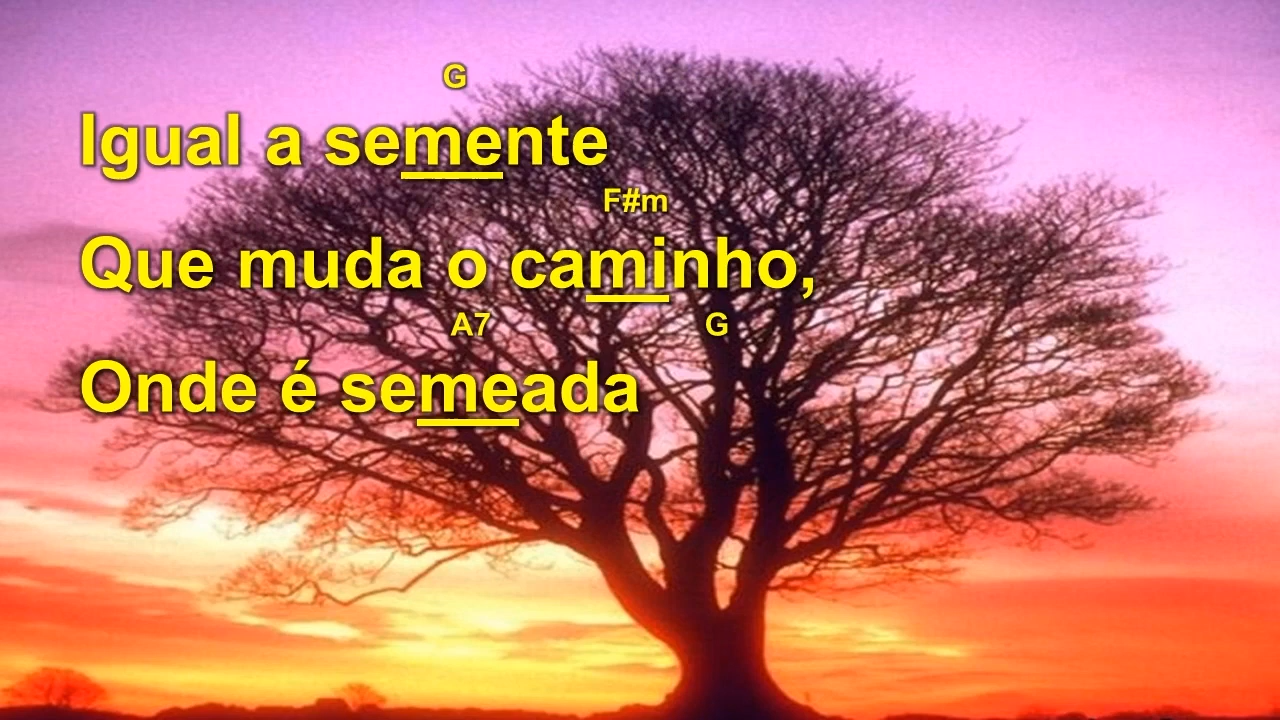 G
Igual a semente
F#m
Que muda o caminho,
A7 G
Onde é semeada